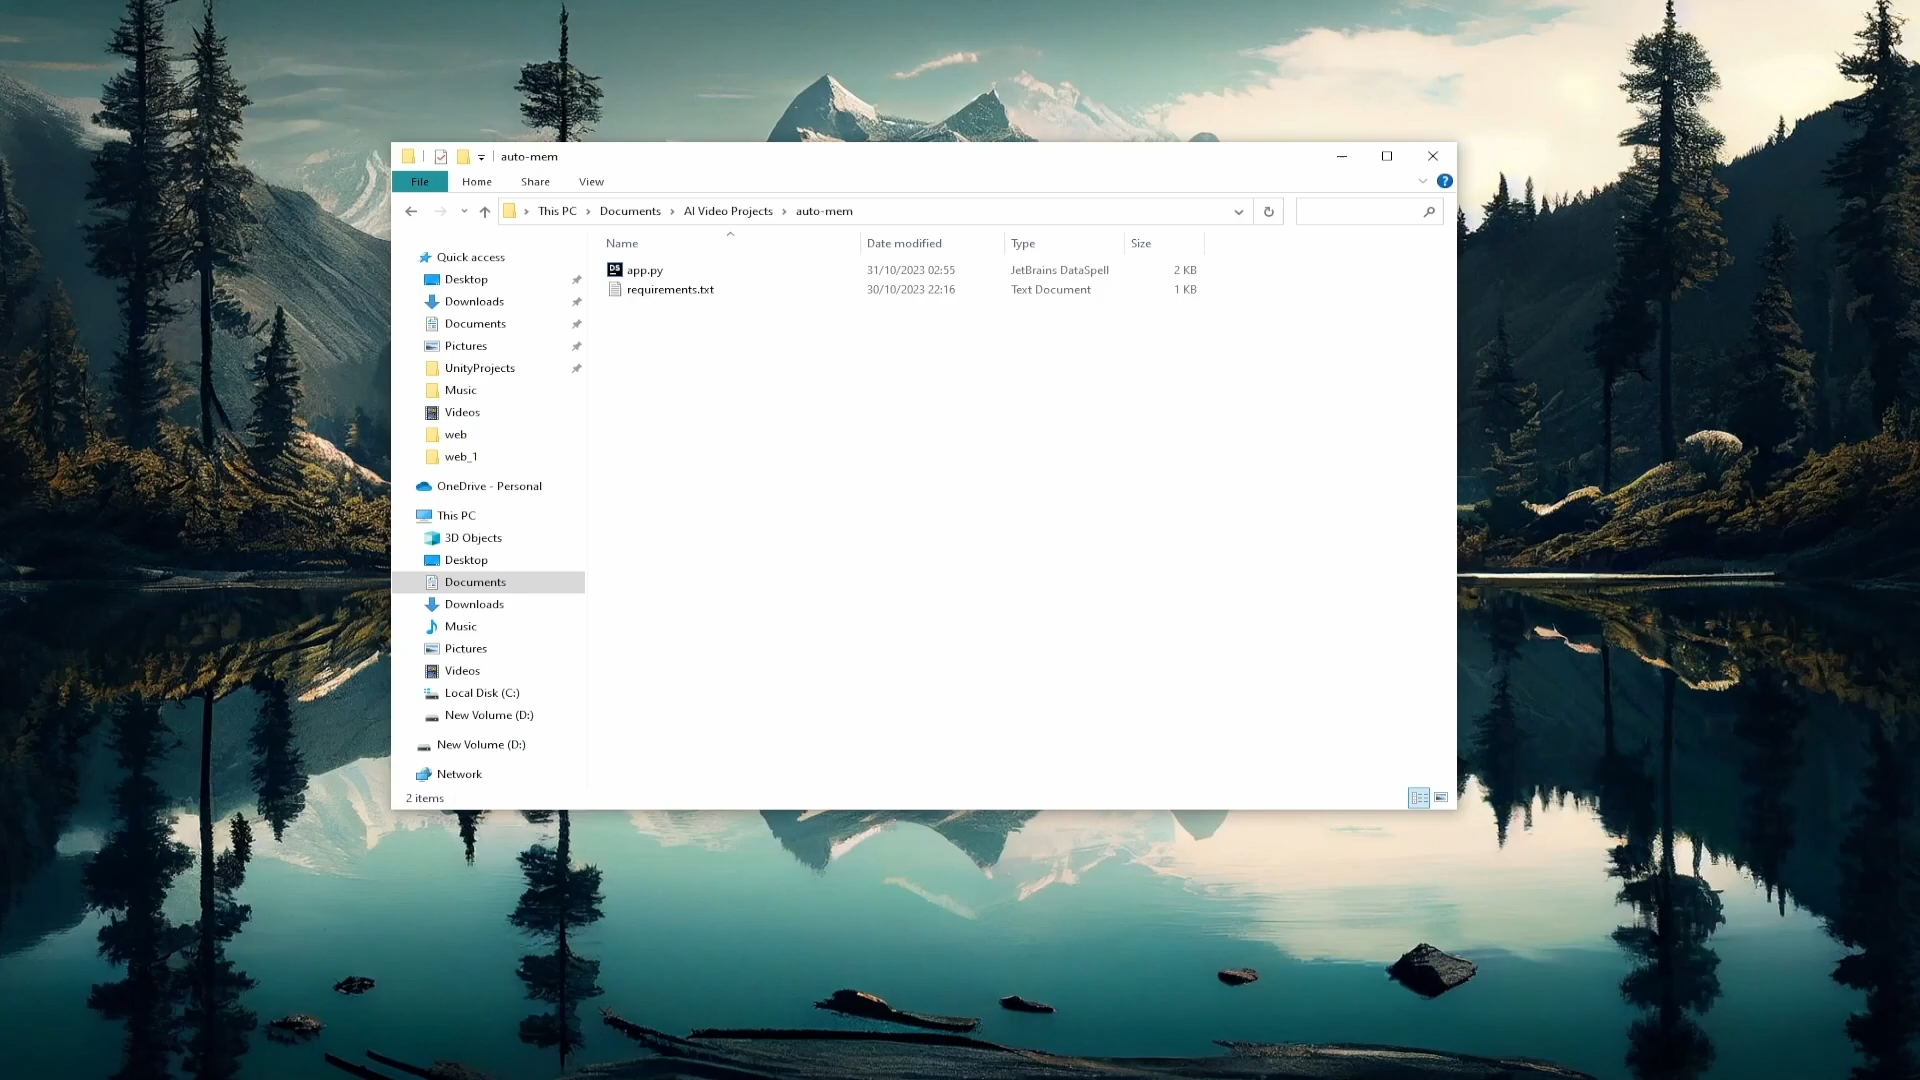 auto-mem
File Home Share View
This PC Documents AI Video Projects auto-mem
Name Date modified Type Size
app.py 31/10/2023 02:55 JetBrains DataSpell 2 KB
requirements.txt 30/10/2023 22:16 Text Document 1 KB
Quick access
Desktop
Downloads
Documents
Pictures
UnityProjects
Music
Videos
web
web_1
OneDrive - Personal
This PC
3D Objects
Desktop
Documents
Downloads
Music
Pictures
Videos
Local Disk (C:)
New Volume (D:)
New Volume (D:)
Network
2 items